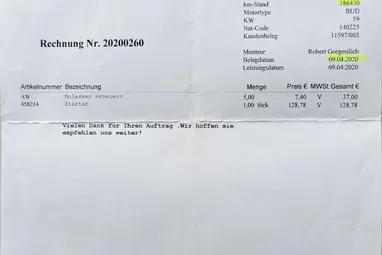 km-Stand 186430
Motortype BUD
KW 59
Nat-Code 140225
Kundenbeleg 11597/003
Rechnung Nr. 20200260
Monteur Robert Gorgosilich
Belegdatum 09.04.2020
Leistungsdatum 09.04.2020
Artikelnummer Bezeichnung Menge Preis € MWSt Gesamt €
AW Anlasser erneuern 5,00 7,40 V 37,00
458214 Starter 1,00 Stck 128,78 V 128,78
Vielen Dank für Ihren Auftrag .Wir hoffen sie
empfehlen uns weiter!